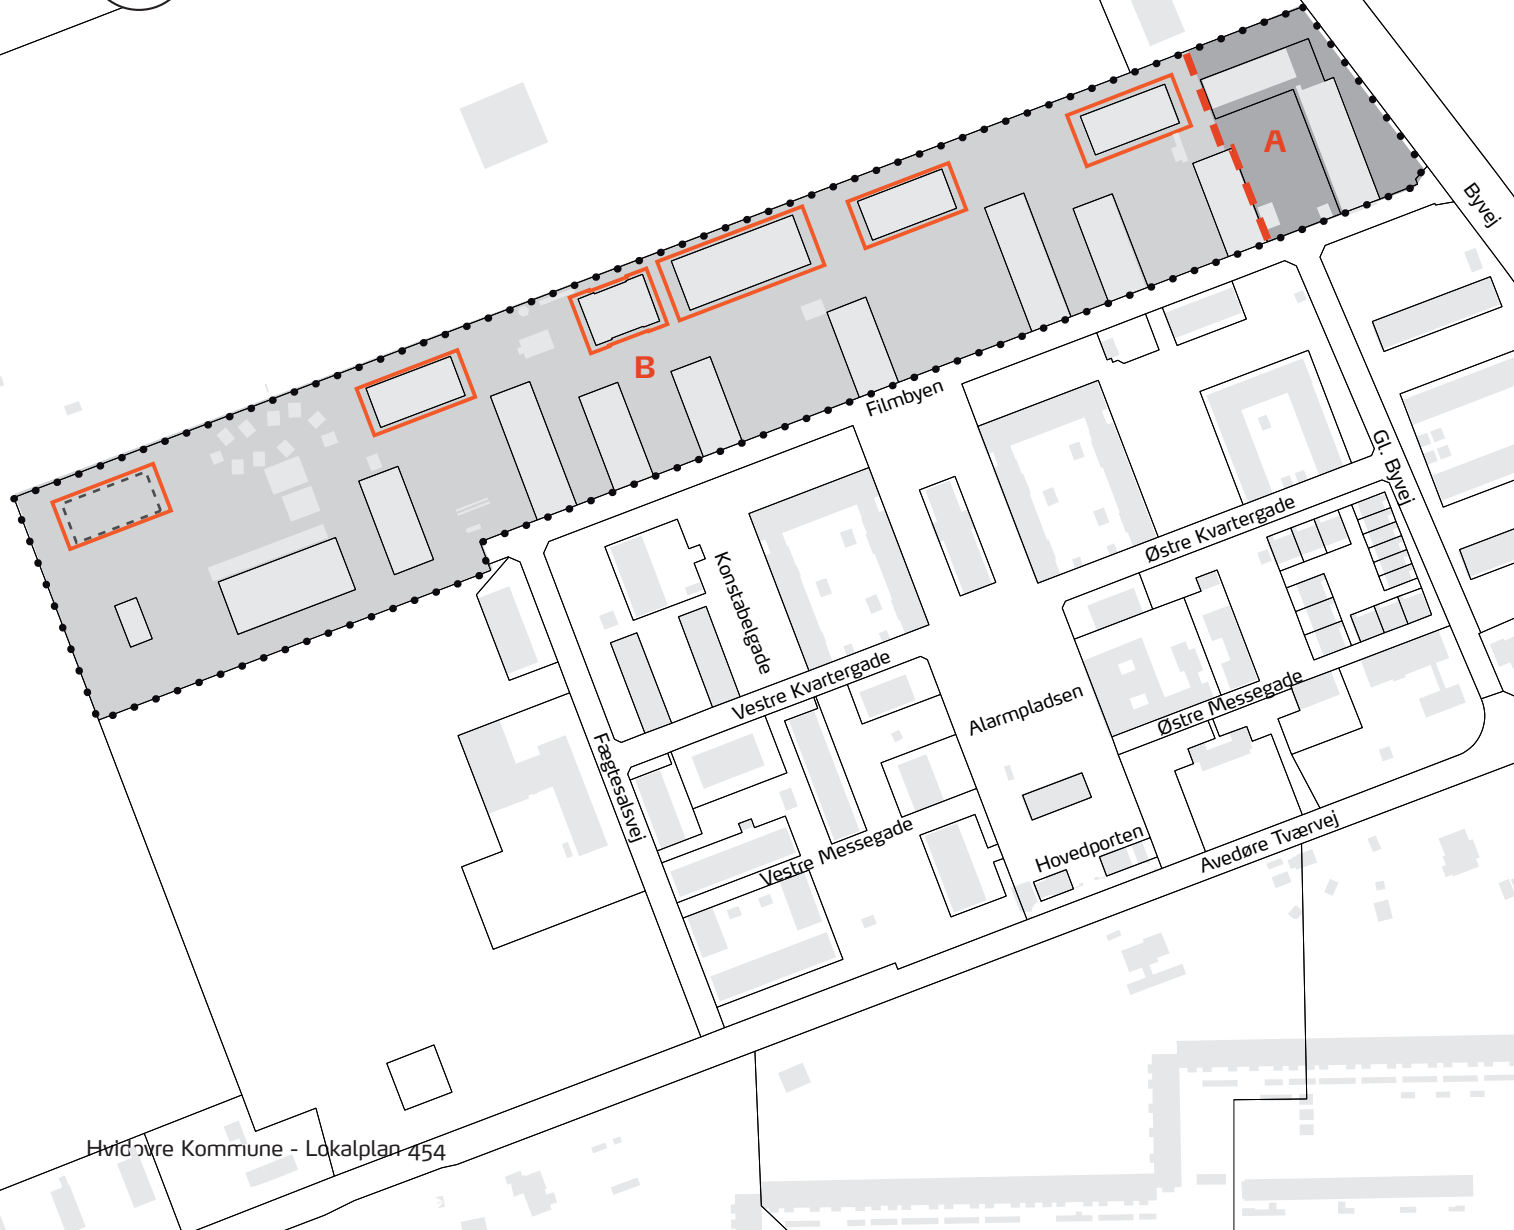 A
Byvej
B
Filmbyen
Gl. Byvej
Østre Kvartergade
Konstabelgade
Vestre Kvartergade
Østre Messegade
Alarmpladsen
Fægtesalsvej
Vestre Messegade
Hovedporten
Avedøre Tværvej
Hvidovre Kommune - Lokalplan 454